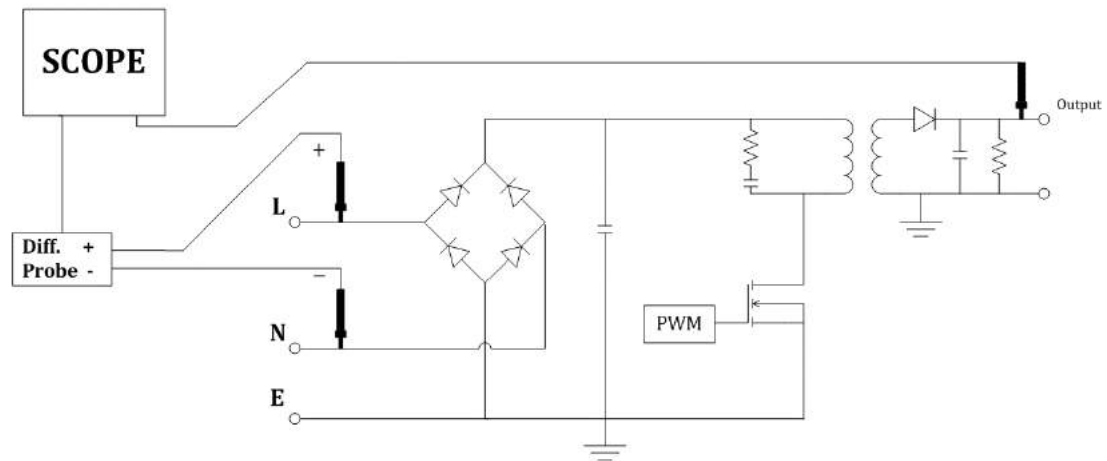 SCOPE
Output
+
L
Diff. +
Probe -
−
N
PWM
E